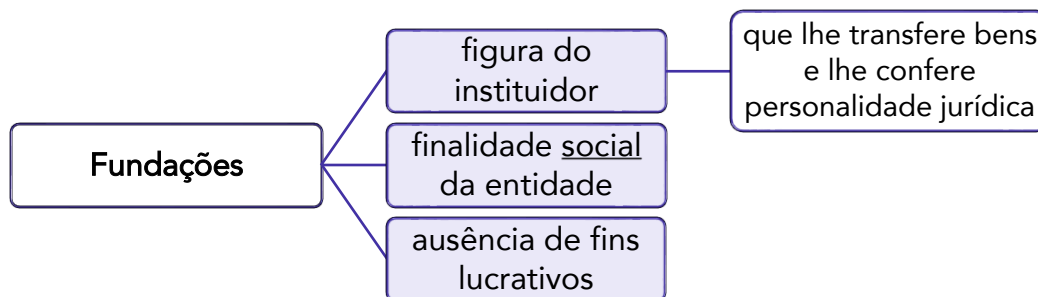 Fundações
figura do
instituidor
que lhe transfere bens
e lhe confere
personalidade jurídica
finalidade social
da entidade
ausência de fins
lucrativos